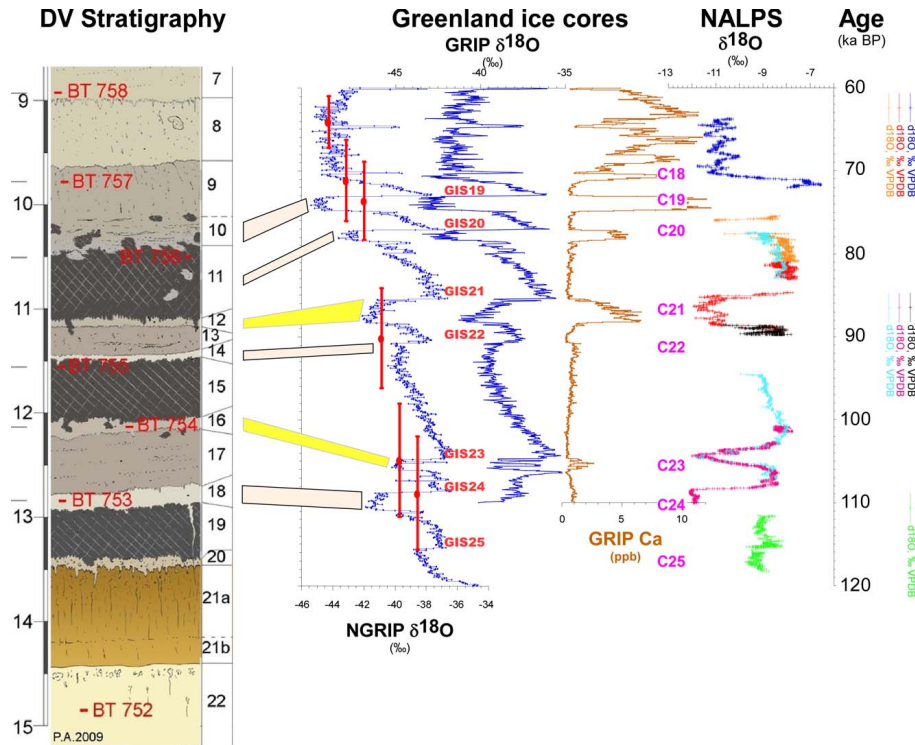 DV Stratigraphy
Greenland ice cores
NALPS
Age
GRIP δ18O
(‰)
δ18O
(‰)
(ka BP)
-45
-40
-35
-13
-11
-9
-7
7
BT 758
8
BT 757
9
10
BT 756
11
12
13
14
BT 755
15
16
BT 754
17
18
BT 753
19
20
21a
21b
22
BT 752
P.A.2009
9
10
11
12
13
14
15
GIS19
GIS20
GIS21
GIS22
GIS23
GIS24
GIS25
C18
C19
C20
C21
C22
C23
C24
C25
60
70
80
90
100
110
120
0
5
10
GRIP Ca
(ppb)
-46
-44
-42
-40
-38
-36
-34
NGRIP δ18O
(‰)
d18O, ‰ VPDB
d18O, ‰ VPDB
d18O, ‰ VPDB
d18O, ‰ VPDB
d18O, ‰ VPDB
d18O, ‰ VPDB
d18O, ‰ VPDB